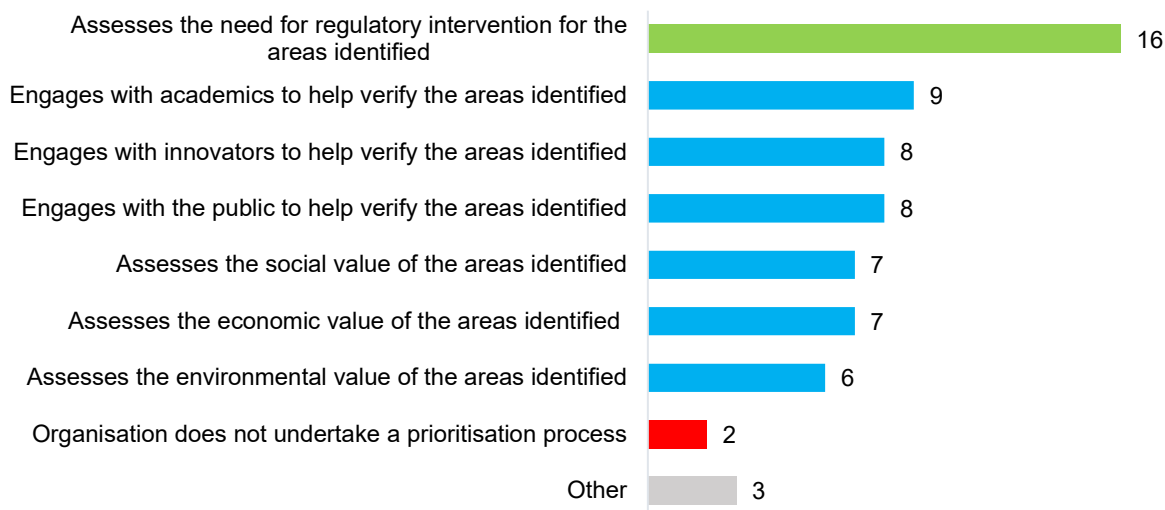 Assesses the need for regulatory intervention for the
areas identified
16
Engages with academics to help verify the areas identified
9
Engages with innovators to help verify the areas identified
8
Engages with the public to help verify the areas identified
8
Assesses the social value of the areas identified
7
Assesses the economic value of the areas identified
7
Assesses the environmental value of the areas identified
6
Organisation does not undertake a prioritisation process
2
Other
3